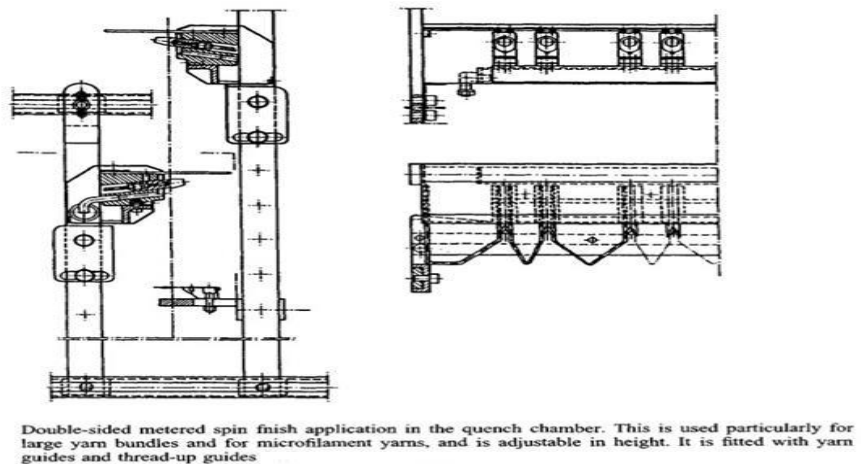 Double-sided metered spin fnish application in the quench chamber. This is used particularly for
large yarn bundles and for microfilament yarns, and is adjustable in height. It is fitted with yarn
guides and thread-up guides